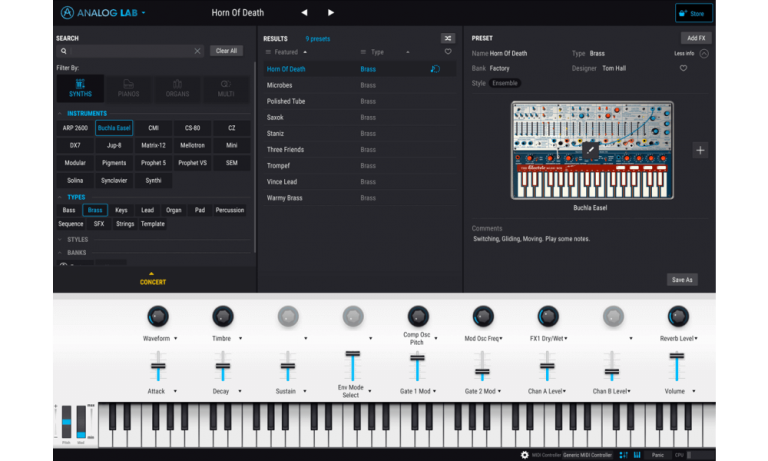 ANALOG LAB
Horn Of Death
Store
SEARCH
Clear All
Filter By:
SYNTHS PIANOS ORGANS MULTI
INSTRUMENTS
ARP 2600 Buchla Easel CMI CS-80 CZ
DX7 Jup-8 Matrix-12 Mellotron Mini
Modular Pigments Prophet 5 Prophet VS SEM
Solina Synclavier Synthi
TYPES
Bass Brass Keys Lead Organ Pad Percussion
Sequence SFX Strings Template
STYLES
BANKS
CONCERT
RESULTS 9 presets
Featured Type
Horn Of Death Brass
Microbes Brass
Polished Tube Brass
Saxok Brass
Staniz Brass
Three Friends Brass
Trompef Brass
Vince Lead Brass
Warmy Brass Brass
PRESET
Add FX
Name Horn Of Death Type Brass Less info
Bank Factory Designer Tom Hall
Style Ensemble
Buchla Easel
Comments
Switching, Gliding, Moving. Play some notes.
Save As
Waveform Timbre Comp Osc Pitch Mod Osc Freq FX1 Dry/Wet Reverb Level
Attack Decay Sustain Env Mode Select Gate 1 Mod Gate 2 Mod Chan A Level Chan B Level Volume
MIDI Controller Generic MIDI Controller Panic CPU